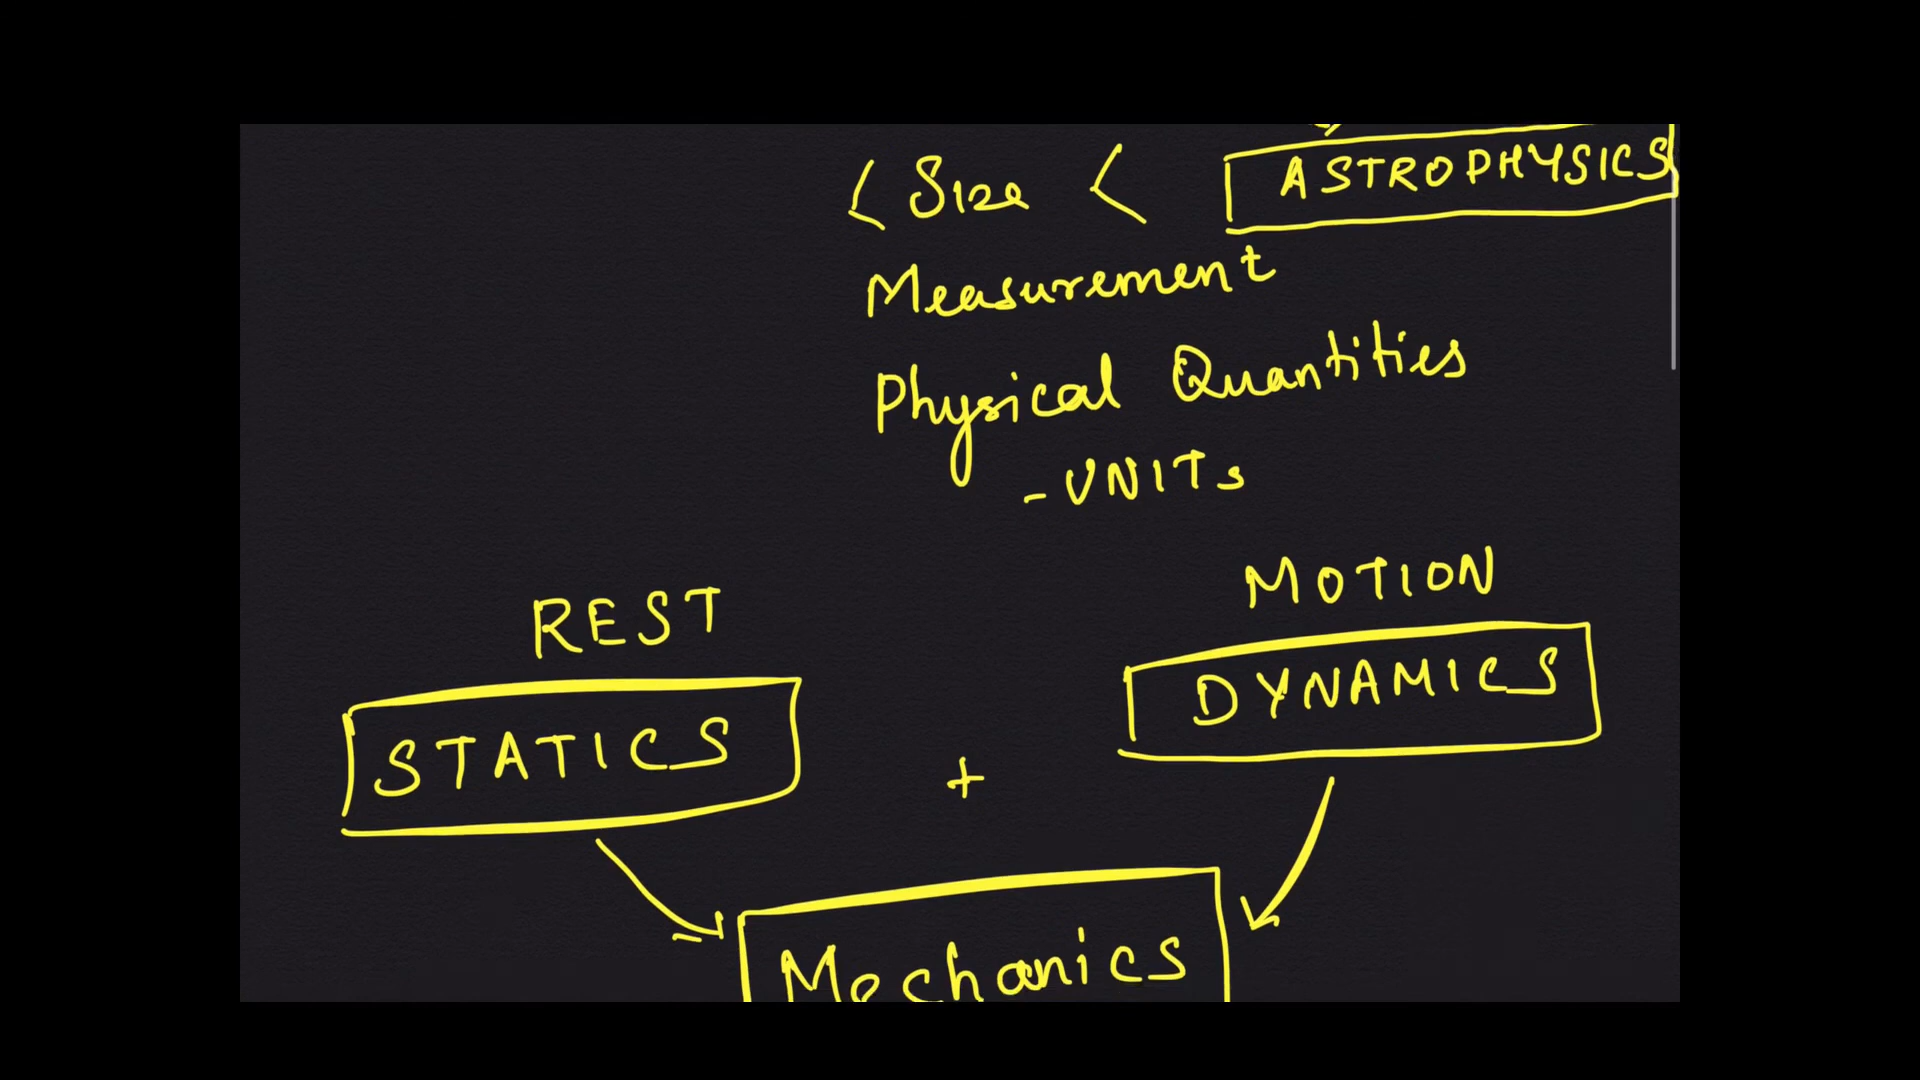 < Size < ASTROPHYSICS
Measurement
Physical Quantities
- UNITs
REST
MOTION
STATICS
+
DYNAMICS
Mechanics